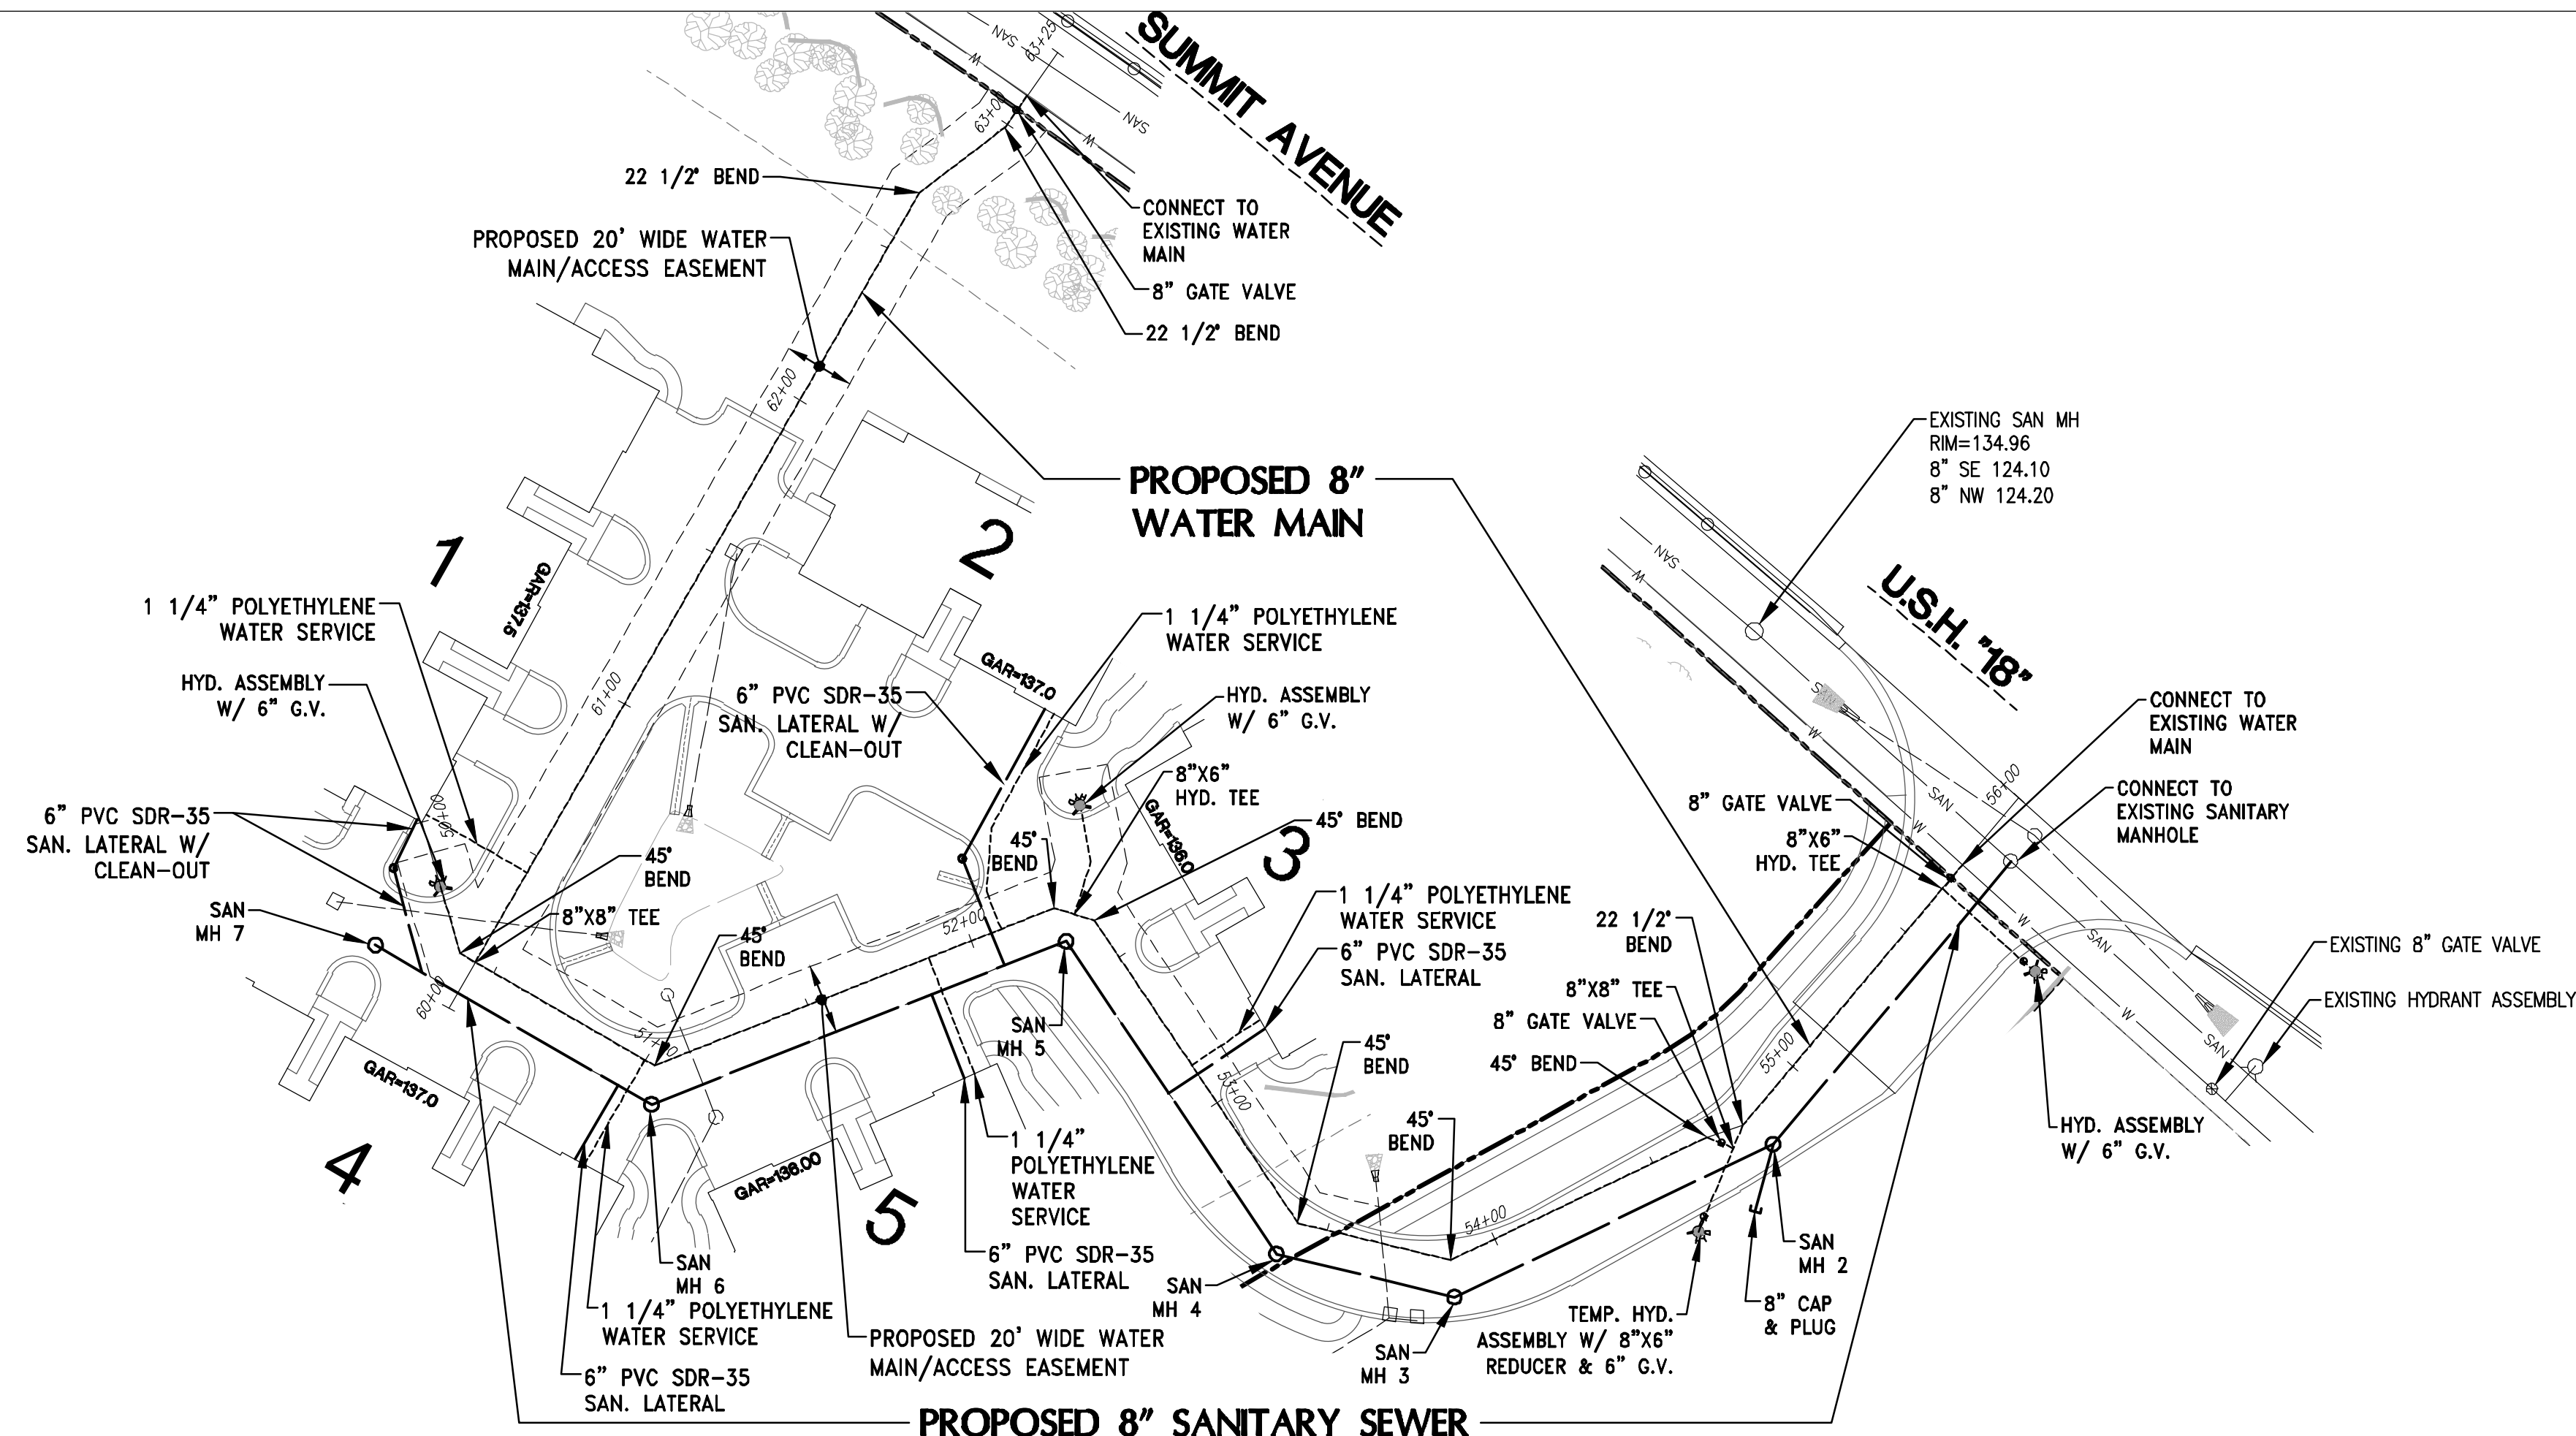 SUMMIT AVENUE
SAN
63+25
W
SAN
63+00
W
22 1/2° BEND
CONNECT TO
EXISTING WATER
MAIN
PROPOSED 20' WIDE WATER
MAIN/ACCESS EASEMENT
8" GATE VALVE
22 1/2° BEND
62+00
EXISTING SAN MH
RIM=134.96
8" SE 124.10
8" NW 124.20
PROPOSED 8"
WATER MAIN
1
2
GAR=137.5
SAN
W
U.S.H. "18"
1 1/4" POLYETHYLENE
WATER SERVICE
1 1/4" POLYETHYLENE
WATER SERVICE
GAR=137.0
HYD. ASSEMBLY
W/ 6" G.V.
61+00
6" PVC SDR-35
SAN. LATERAL W/
CLEAN-OUT
HYD. ASSEMBLY
W/ 6" G.V.
SAN
W
CONNECT TO
EXISTING WATER
MAIN
8"X6"
HYD. TEE
6" PVC SDR-35
SAN. LATERAL W/
CLEAN-OUT
50+00
GAR=136.0
3
45° BEND
45°
BEND
8" GATE VALVE
8"X6"
HYD. TEE
SAN
56+00
W
CONNECT TO
EXISTING SANITARY
MANHOLE
45°
BEND
SAN
MH 7
8"X8" TEE
52+00
45°
BEND
1 1/4" POLYETHYLENE
WATER SERVICE
6" PVC SDR-35
SAN. LATERAL
22 1/2°
BEND
W
SAN
EXISTING 8" GATE VALVE
60+00
8"X8" TEE
8" GATE VALVE
45° BEND
EXISTING HYDRANT ASSEMBLY
W
SAN
SAN
MH 5
51+00
45°
BEND
55+00
GAR=137.0
53+00
45°
BEND
HYD. ASSEMBLY
W/ 6" G.V.
4
GAR=136.00
5
1 1/4"
POLYETHYLENE
WATER
SERVICE
54+00
SAN
MH 6
6" PVC SDR-35
SAN. LATERAL
SAN
MH 4
SAN
MH 2
1 1/4" POLYETHYLENE
WATER SERVICE
PROPOSED 20' WIDE WATER
MAIN/ACCESS EASEMENT
SAN
MH 3
TEMP. HYD.
ASSEMBLY W/ 8"X6"
REDUCER & 6" G.V.
8" CAP
& PLUG
6" PVC SDR-35
SAN. LATERAL
PROPOSED 8" SANITARY SEWER